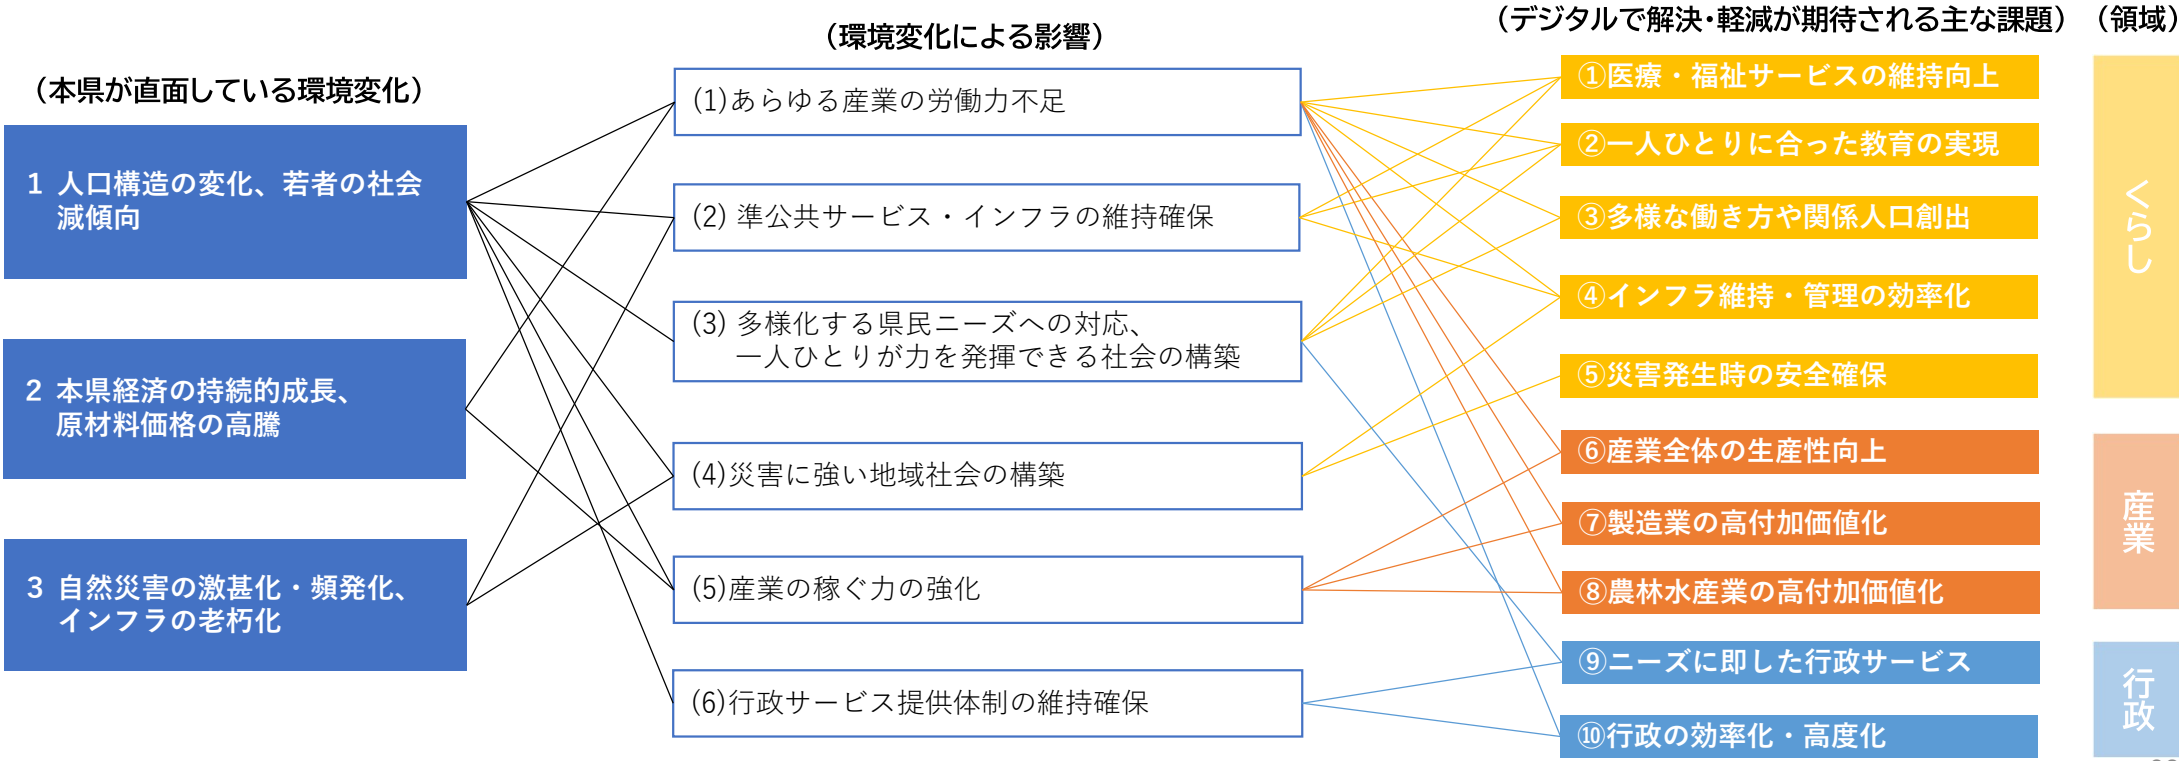 （本県が直面している環境変化）
1 人口構造の変化、若者の社会
減傾向
2 本県経済の持続的成長、
原材料価格の高騰
3 自然災害の激甚化・頻発化、
インフラの老朽化
（環境変化による影響）
(1)あらゆる産業の労働力不足
(2) 準公共サービス・インフラの維持確保
(3) 多様化する県民ニーズへの対応、
一人ひとりが力を発揮できる社会の構築
(4)災害に強い地域社会の構築
(5)産業の稼ぐ力の強化
(6)行政サービス提供体制の維持確保
（デジタルで解決・軽減が期待される主な課題）
①医療・福祉サービスの維持向上
②一人ひとりに合った教育の実現
③多様な働き方や関係人口創出
④インフラ維持・管理の効率化
⑤災害発生時の安全確保
⑥産業全体の生産性向上
⑦製造業の高付加価値化
⑧農林水産業の高付加価値化
⑨ニーズに即した行政サービス
⑩行政の効率化・高度化
（領域）
くらし
産業
行政